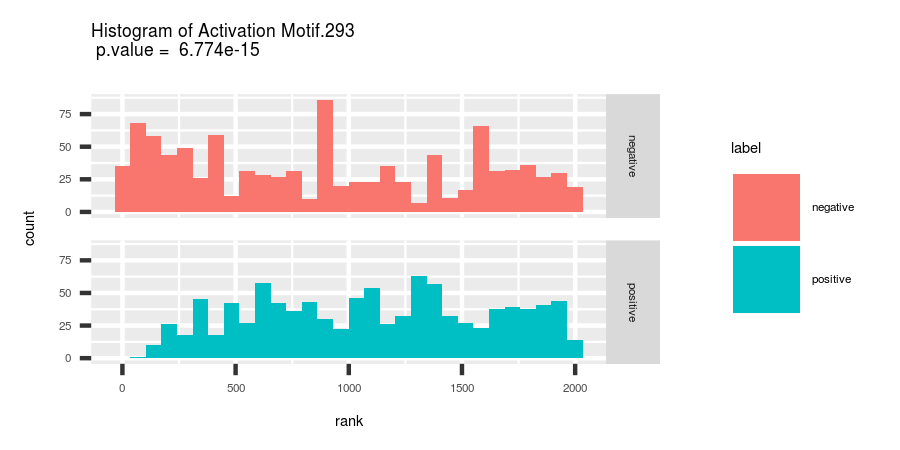 Histogram of Activation Motif.293
p.value = 6.774e-15
count
75
50
25
0
negative
75
50
25
0
positive
0 500 1000 1500 2000
rank
label
negative
positive